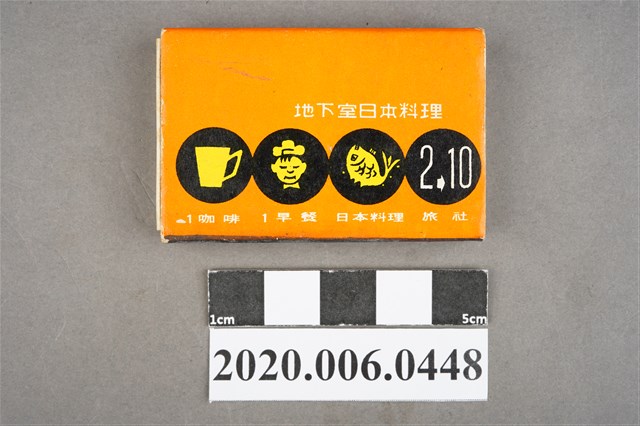 地下室日本料理
2➡10
1咖啡 1早餐 日本料理 旅社
1cm 5cm
2020.006.0448